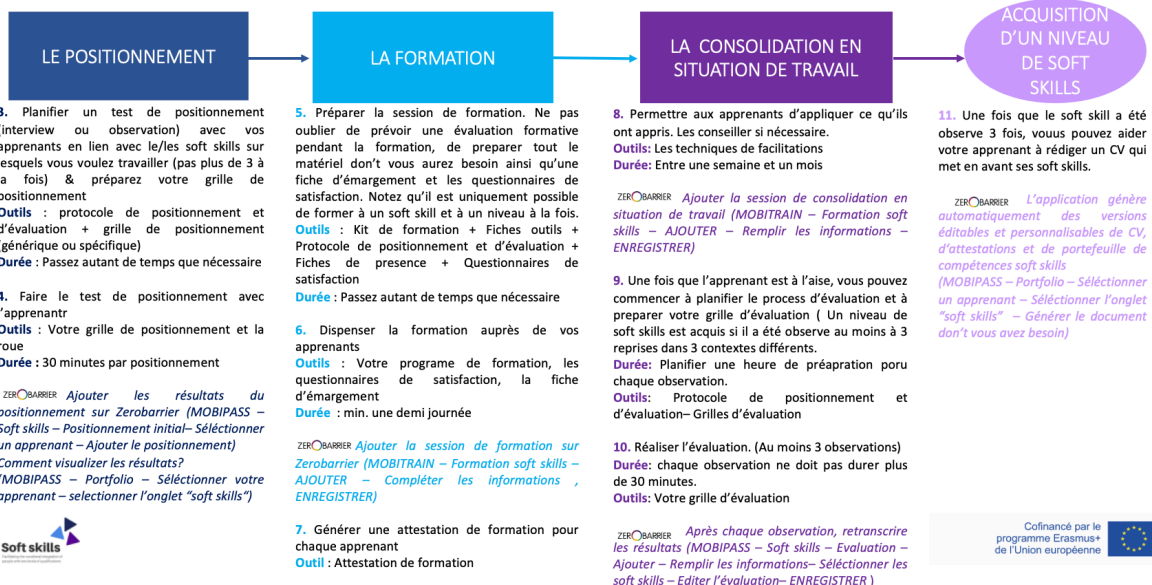 LE POSITIONNEMENT
LA FORMATION
LA CONSOLIDATION EN
SITUATION DE TRAVAIL
ACQUISITION
D'UN NIVEAU
DE SOFT
SKILLS
3. Planifier un test de positionnement
(interview ou observation) avec vos
apprenants en lien avec le/les soft skills sur
lesquels vous voulez travailler (pas plus de 3 à
la fois) & préparez votre grille de
positionnement
Outils : protocole de positionnement et
d'évaluation + grille de positionnement
(générique ou spécifique)
Durée : Passez autant de temps que nécessaire
4. Faire le test de positionnement avec
l'apprenantr
Outils : Votre grille de positionnement et la
roue
Durée : 30 minutes par positionnement
ZEROBARRIER Ajouter les résultats du
positionnement sur Zerobarrier (MOBIPASS –
Soft skills – Positionnement initial– Séléctionner
un apprenant – Ajouter le positionnement)
Comment visualizer les résultats?
(MOBIPASS – Portfolio – Séléctionner votre
apprenant – selectionner l'onglet "soft skills")
Soft skills
5. Préparer la session de formation. Ne pas
oublier de prévoir une évaluation formative
pendant la formation, de preparer tout le
matériel don't vous aurez besoin ainsi qu'une
fiche d'émargement et les questionnaires de
satisfaction. Notez qu'il est uniquement possible
de former à un soft skill et à un niveau à la fois.
Outils : Kit de formation + Fiches outils +
Protocole de positionnement et d'évaluation +
Fiches de presence + Questionnaires de
satisfaction
Durée : Passez autant de temps que nécessaire
6. Dispenser la formation auprès de vos
apprenants
Outils : Votre programe de formation, les
questionnaires de satisfaction, la fiche
d'émargement
Durée : min. une demi journée
ZEROBARRIER Ajouter la session de formation sur
Zerobarrier (MOBITRAIN – Formation soft skills –
AJOUTER – Compléter les informations ,
ENREGISTRER)
7. Générer une attestation de formation pour
chaque apprenant
Outil : Attestation de formation
8. Permettre aux apprenants d'appliquer ce qu'ils
ont appris. Les conseiller si nécessaire.
Outils: Les techniques de facilitations
Durée: Entre une semaine et un mois
ZEROBARRIER Ajouter la session de consolidation en
situation de travail (MOBITRAIN – Formation soft
skills – AJOUTER – Remplir les informations –
ENREGISTRER)
9. Une fois que l'apprenant est à l'aise, vous pouvez
commencer à planifier le process d'évaluation et à
preparer votre grille d'évaluation ( Un niveau de
soft skills est acquis si il a été observe au moins à 3
reprises dans 3 contextes différents.
Durée: Planifier une heure de préapration poru
chaque observation.
Outils: Protocole de positionnement et
d'évaluation– Grilles d'évaluation
10. Réaliser l'évaluation. (Au moins 3 observations)
Durée: chaque observation ne doit pas durer plus
de 30 minutes.
Outils: Votre grille d'évaluation
ZEROBARRIER Après chaque observation, retranscrire
les résultats (MOBIPASS – Soft skills – Evaluation –
Ajouter – Remplir les informations– Séléctionner les
soft skills – Editer l'évaluation– ENREGISTRER )
11. Une fois que le soft skill a été
observe 3 fois, vouus pouvez aider
votre apprenant à rédiger un CV qui
met en avant ses soft skills.
ZEROBARRIER L'application génère
automatiquement des versions
éditables et personnalisables de CV,
d'attestations et de portefeuille de
compétences soft skills
(MOBIPASS – Portfolio – Séléctionner
un apprenant – Séléctionner l'onglet
"soft skills" – Générer le document
don't vous avez besoin)
Cofinancé par le
programme Erasmus+
de l'Union européenne